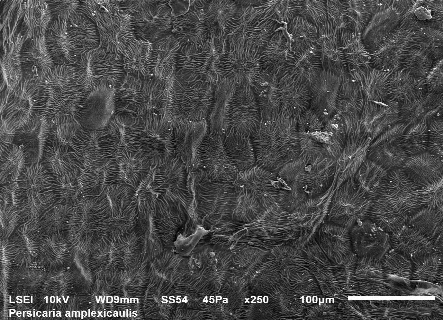 LSEI 10kV WD9mm SS54 45Pa x250 100µm
Persicaria amplexicaulis